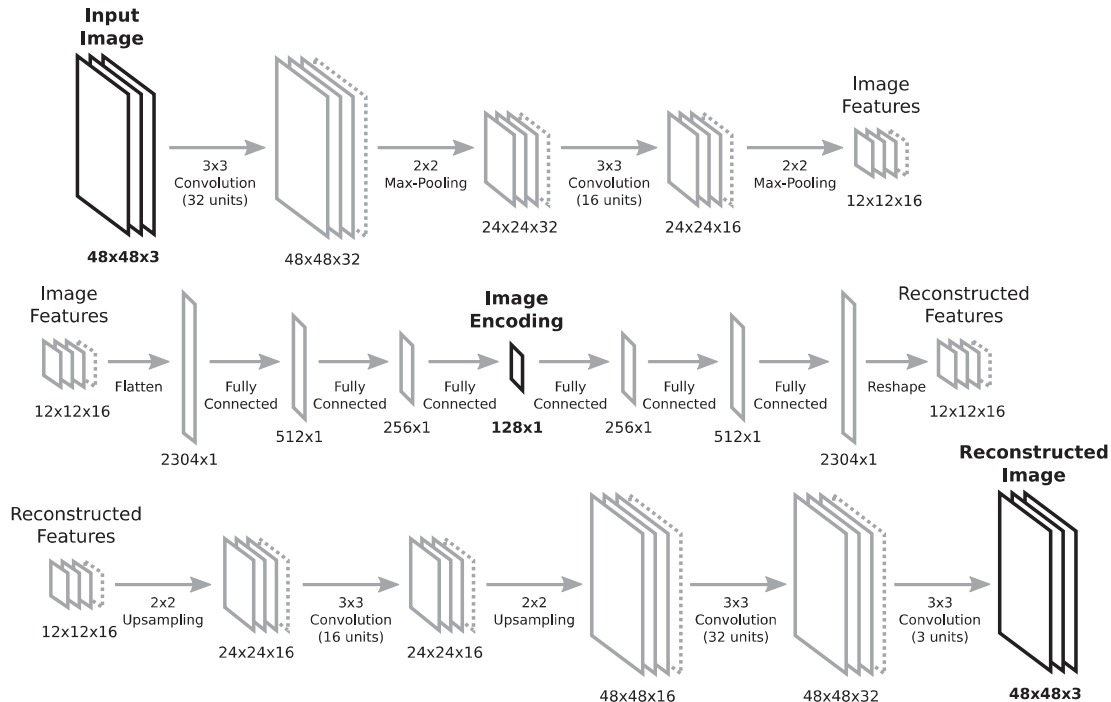 Input
Image
Image
Features
3x3
Convolution
(32 units)
2x2
Max-Pooling
3x3
Convolution
(16 units)
2x2
Max-Pooling
12x12x16
24x24x32
24x24x16
48x48x3
48x48x32
Image
Features
Image
Encoding
Reconstructed
Features
Flatten
Fully
Connected
Fully
Connected
Fully
Connected
Fully
Connected
Fully
Connected
Fully
Connected
Reshape
12x12x16
2304x1
512x1
256x1
128x1
256x1
512x1
2304x1
12x12x16
Reconstructed
Image
Reconstructed
Features
2x2
Upsampling
3x3
Convolution
(16 units)
2x2
Upsampling
3x3
Convolution
(32 units)
3x3
Convolution
(3 units)
12x12x16
24x24x16
24x24x16
48x48x16
48x48x32
48x48x3